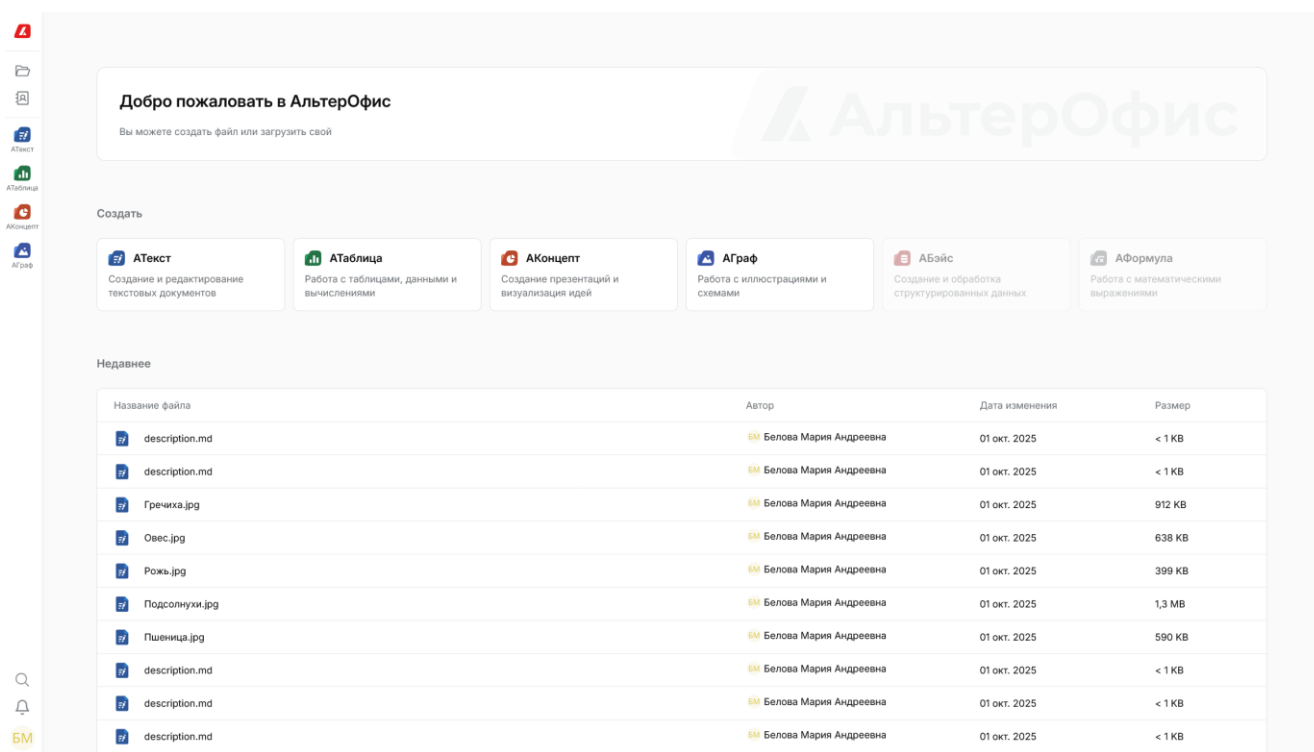 Добро пожаловать в АльтерОфис
Вы можете создать файл или загрузить свой
АльтерОфис
АТекст
АТаблица
АКонцепт
АГраф
Создать
АТекст
Создание и редактирование
текстовых документов
АТаблица
Работа с таблицами, данными и
вычислениями
АКонцепт
Создание презентаций и
визуализация идей
АГраф
Работа с иллюстрациями и
схемами
АБэйс
Создание и обработка
структурированных данных
АФормула
Работа с математическими
выражениями
Недавнее
Название файла Автор Дата изменения Размер
description.md БМ Белова Мария Андреевна 01 окт. 2025 < 1 KB
description.md БМ Белова Мария Андреевна 01 окт. 2025 < 1 KB
Гречиха.jpg БМ Белова Мария Андреевна 01 окт. 2025 912 KB
Овес.jpg БМ Белова Мария Андреевна 01 окт. 2025 638 KB
Рожь.jpg БМ Белова Мария Андреевна 01 окт. 2025 399 KB
Подсолнухи.jpg БМ Белова Мария Андреевна 01 окт. 2025 1,3 MB
Пшеница.jpg БМ Белова Мария Андреевна 01 окт. 2025 590 KB
description.md БМ Белова Мария Андреевна 01 окт. 2025 < 1 KB
description.md БМ Белова Мария Андреевна 01 окт. 2025 < 1 KB
description.md БМ Белова Мария Андреевна 01 окт. 2025 < 1 KB
БМ